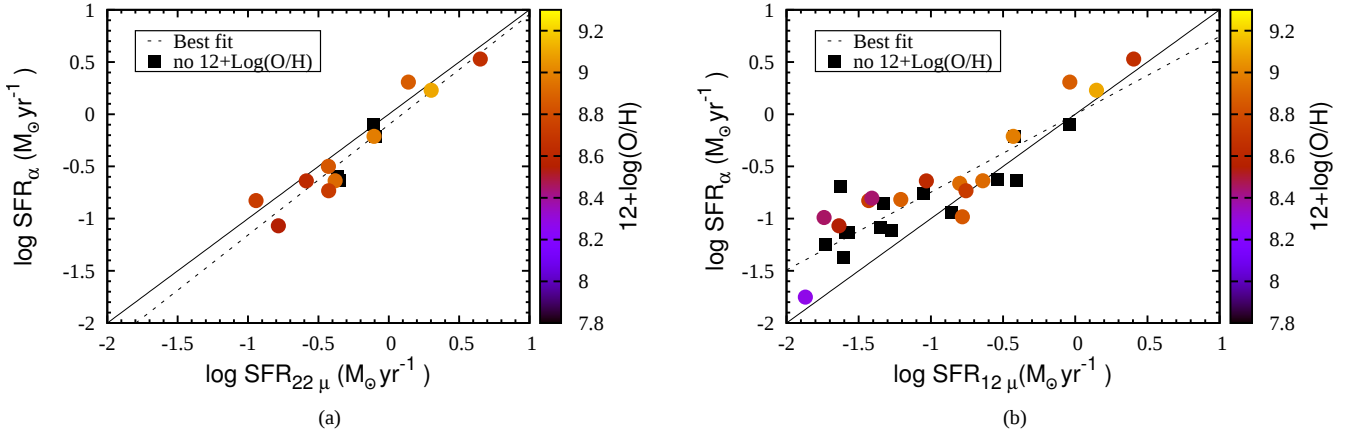 Best fit
no 12+Log(O/H)
1
0.5
0
-0.5
-1
-1.5
-2
-2 -1.5 -1 -0.5 0 0.5 1
log SFRα (M⊙yr-1)
log SFR22 μ (M⊙yr-1 )
9.2
9
8.8
8.6
8.4
8.2
8
7.8
12+log(O/H)
(a)
Best fit
no 12+Log(O/H)
1
0.5
0
-0.5
-1
-1.5
-2
-2 -1.5 -1 -0.5 0 0.5 1
log SFRα (M⊙yr-1)
log SFR12 μ(M⊙yr-1 )
9.2
9
8.8
8.6
8.4
8.2
8
7.8
12+log(O/H)
(b)